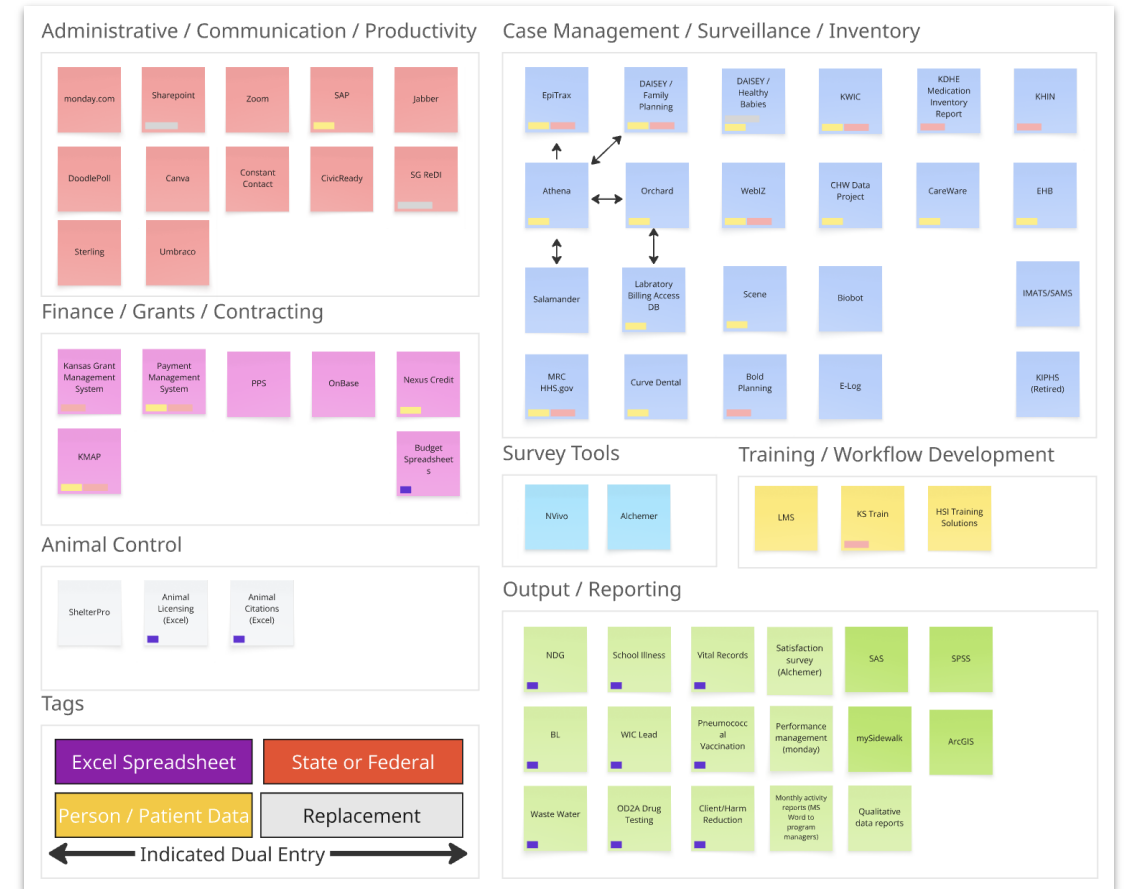 Administrative / Communication / Productivity
monday.com
Sharepoint
Zoom
SAP
Jabber
DoodlePoll
Canva
Constant
Contact
CivicReady
SG ReDI
Sterling
Umbraco
Finance / Grants / Contracting
Kansas Grant
Management
System
Payment
Management
System
PPS
OnBase
Nexus Credit
KMAP
Budget
Spreadsheet
s
Animal Control
ShelterPro
Animal
Licensing
(Excel)
Animal
Citations
(Excel)
Tags
Excel Spreadsheet
State or Federal
Person / Patient Data
Replacement
Indicated Dual Entry
Case Management / Surveillance / Inventory
EpiTrax
DAISEY /
Family
Planning
DAISEY /
Healthy
Babies
KWIC
KDHE
Medication
Inventory
Report
KHIN
Athena
Orchard
WebIZ
CHW Data
Project
CareWare
EHB
Salamander
Labratory
Billing Access
DB
Scene
Biobot
IMATS/SAMS
MRC
HHS.gov
Curve Dental
Bold
Planning
E-Log
KIPHS
(Retired)
Survey Tools
NVivo
Alchemer
Training / Workflow Development
LMS
KS Train
HSI Training
Solutions
Output / Reporting
NDG
School Illness
Vital Records
Satisfaction
survey
(Alchemer)
SAS
SPSS
BL
WIC Lead
Pneumococc
al
Vaccination
Performance
management
(monday)
mySidewalk
ArcGIS
Waste Water
OD2A Drug
Testing
Client/Harm
Reduction
Monthly activity
reports (MS
Word to
program
managers)
Qualitative
data reports